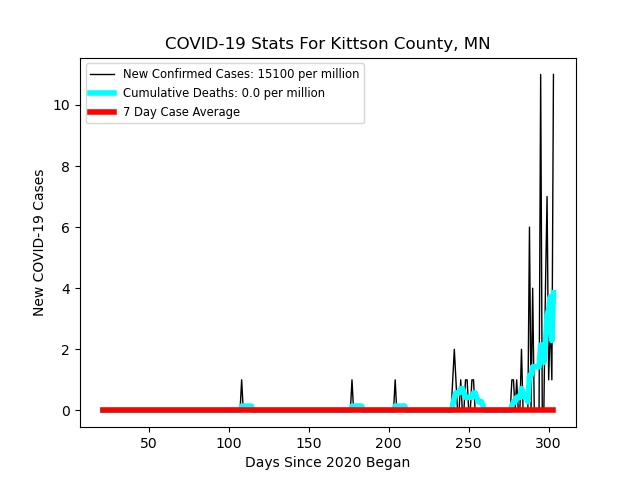 COVID-19 Stats For Kittson County, MN
New Confirmed Cases: 15100 per million
Cumulative Deaths: 0.0 per million
7 Day Case Average
10
8
6
4
2
0
New COVID-19 Cases
50 100 150 200 250 300
Days Since 2020 Began